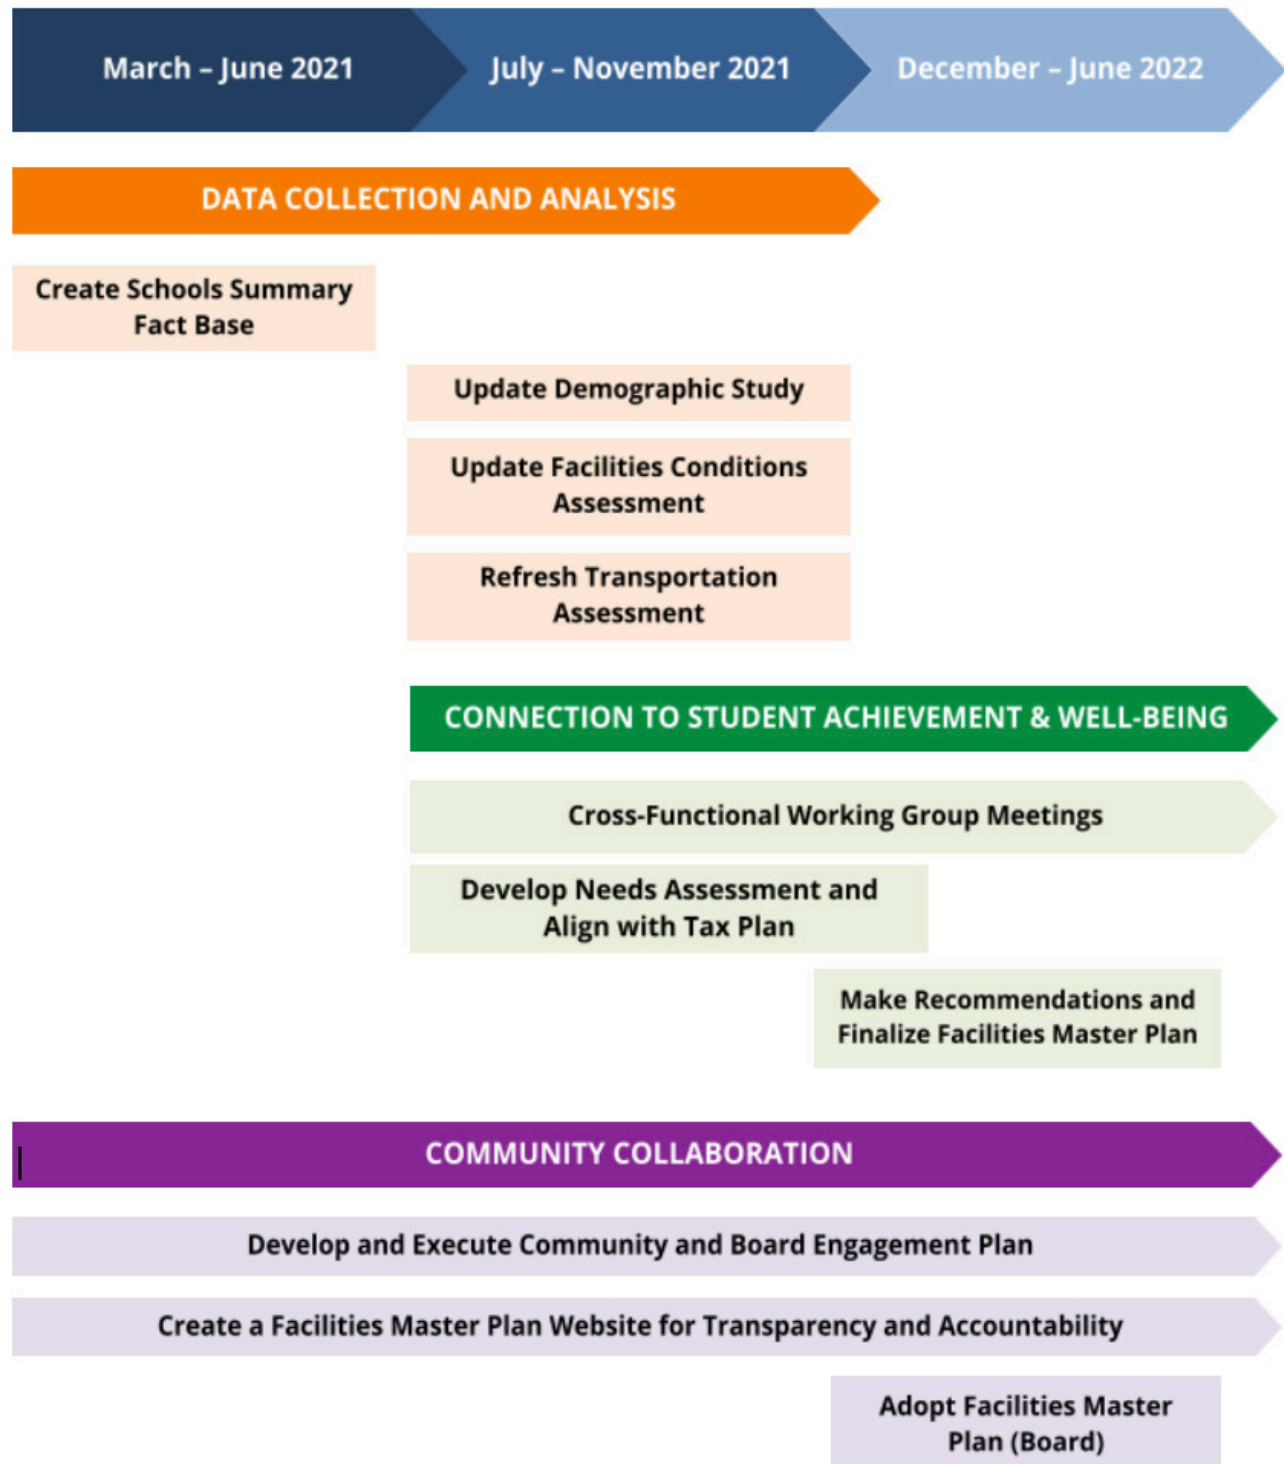 March – June 2021
July – November 2021
December – June 2022
DATA COLLECTION AND ANALYSIS
Create Schools Summary
Fact Base
Update Demographic Study
Update Facilities Conditions
Assessment
Refresh Transportation
Assessment
CONNECTION TO STUDENT ACHIEVEMENT & WELL-BEING
Cross-Functional Working Group Meetings
Develop Needs Assessment and
Align with Tax Plan
Make Recommendations and
Finalize Facilities Master Plan
COMMUNITY COLLABORATION
Develop and Execute Community and Board Engagement Plan
Create a Facilities Master Plan Website for Transparency and Accountability
Adopt Facilities Master
Plan (Board)